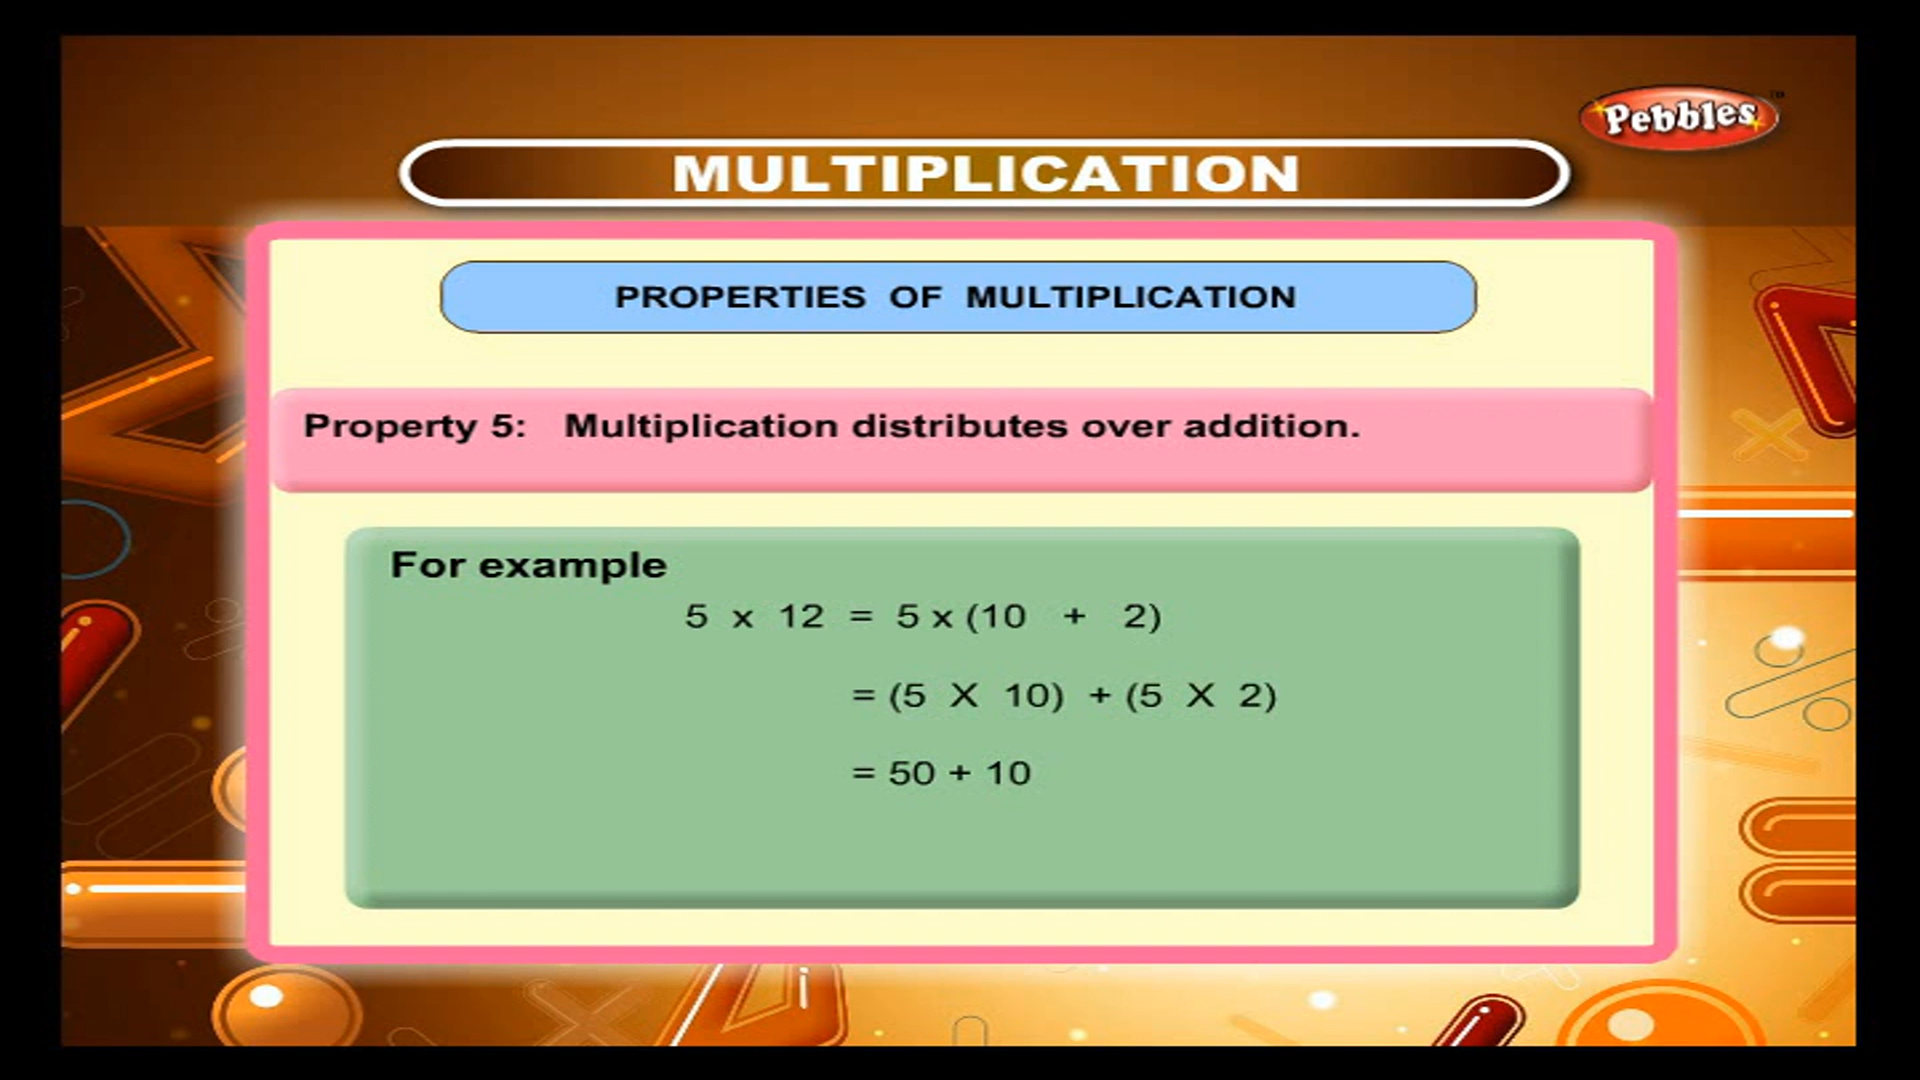 Pebbles™
MULTIPLICATION
PROPERTIES OF MULTIPLICATION
Property 5: Multiplication distributes over addition.
For example
5 x 12 = 5 x (10 + 2)
= (5 X 10) + (5 X 2)
= 50 + 10